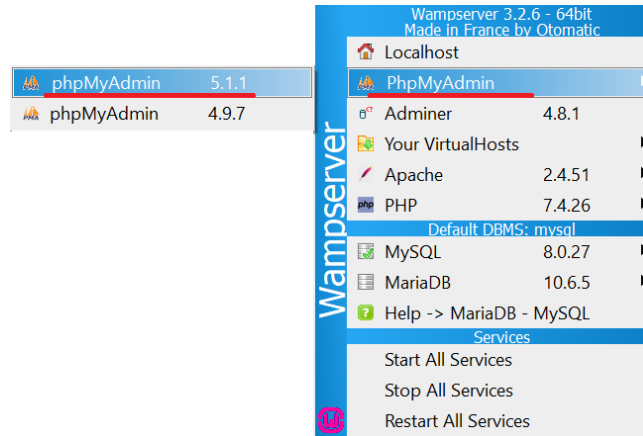 phpMyAdmin 5.1.1
phpMyAdmin 4.9.7
Wampserver
Wampserver 3.2.6 - 64bit
Made in France by Otomatic
Localhost
PhpMyAdmin
Adminer 4.8.1
Your VirtualHosts
Apache 2.4.51
php PHP 7.4.26
Default DBMS: mysql
MySQL 8.0.27
MariaDB 10.6.5
? Help -> MariaDB - MySQL
Services
Start All Services
Stop All Services
Restart All Services